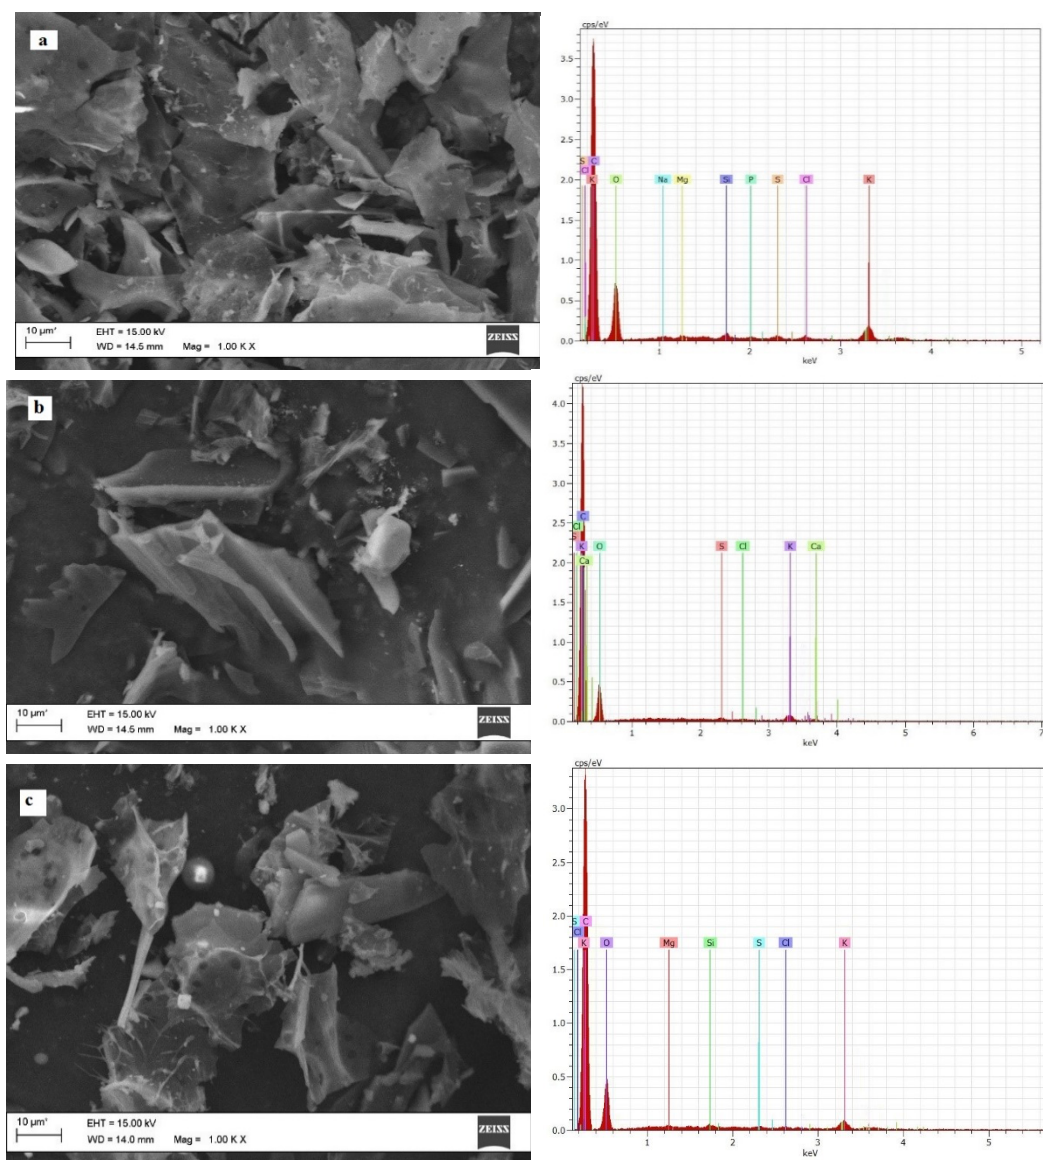 a
10 µm*
EHT = 15.00 kV
WD = 14.5 mm Mag = 1.00 K X
ZEISS
cps/eV
3.5
3.0
2.5
2.0
1.5
1.0
0.5
0.0
S
Cl
C
K
O
Na
Mg
Si
P
S
Cl
K
1
2
3
4
5
keV
b
10 µm*
EHT = 15.00 kV
WD = 14.5 mm Mag = 1.00 K X
ZEISS
cps/eV
4.0
3.5
3.0
2.5
2.0
1.5
1.0
0.5
0.0
C
Cl
S
K
Ca
O
S
Cl
K
Ca
1
2
3
4
5
6
7
keV
c
10 µm*
EHT = 15.00 kV
WD = 14.0 mm Mag = 1.00 K X
ZEISS
cps/eV
3.0
2.5
2.0
1.5
1.0
0.5
0.0
S
C
Cl
K
O
Mg
Si
S
Cl
K
1
2
3
4
5
keV